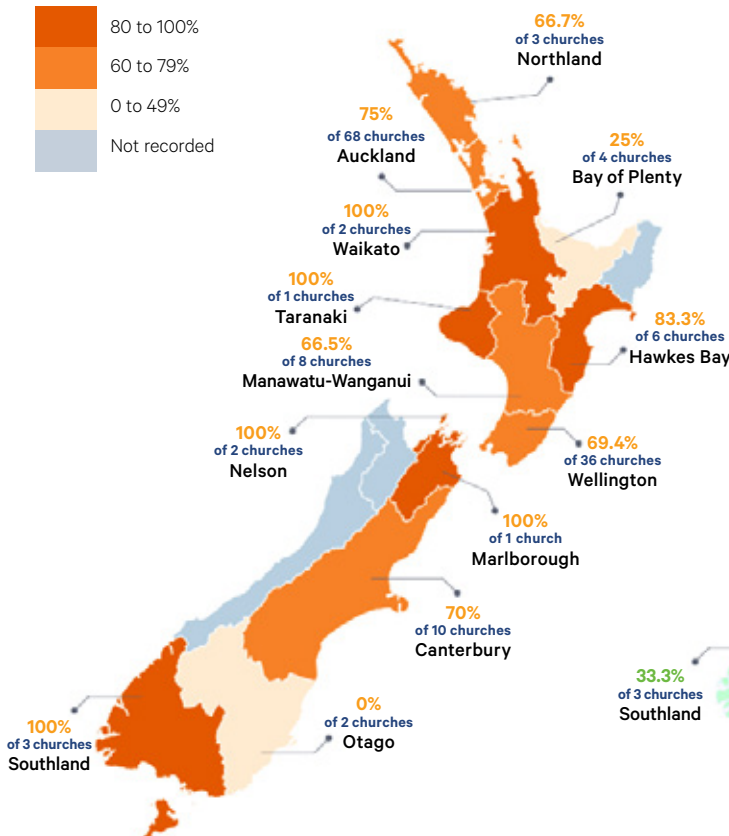 80 to 100%
60 to 79%
0 to 49%
Not recorded
66.7%
of 3 churches
Northland
75%
of 68 churches
Auckland
25%
of 4 churches
Bay of Plenty
100%
of 2 churches
Waikato
100%
of 1 churches
Taranaki
83.3%
of 6 churches
Hawkes Bay
66.5%
of 8 churches
Manawatu-Wanganui
100%
of 2 churches
Nelson
69.4%
of 36 churches
Wellington
100%
of 1 church
Marlborough
70%
of 10 churches
Canterbury
33.3%
of 3 churches
Southland
0%
of 2 churches
Otago
100%
of 3 churches
Southland